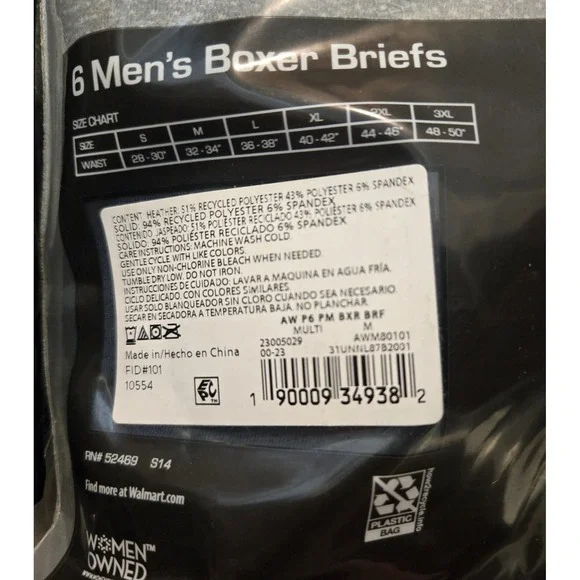 6 Men's Boxer Briefs
SIZE CHART
SIZE S M L XL 2XL 3XL
WAIST 28-30" 32-34" 36-38" 40-42" 44-46" 48-50"
CONTENT: HEATHER: 51% RECYCLED POLYESTER 43% POLYESTER 6% SPANDEX
SOLID: 94% RECYCLED POLYESTER 6% SPANDEX
CONTENIDO: JASPEADO: 51% POLIÉSTER RECICLADO 43% POLIÉSTER 6% SPANDEX
SOLIDO: 94% POLIÉSTER RECICLADO 6% SPANDEX
CARE INSTRUCTIONS: MACHINE WASH COLD.
GENTLE CYCLE WITH LIKE COLORS.
USE ONLY NON-CHLORINE BLEACH WHEN NEEDED.
TUMBLE DRY LOW. DO NOT IRON.
INSTRUCCIONES DE CUIDADO: LAVAR A MAQUINA EN AGUA FRÍA.
CICLO DELICADO. CON COLORES SIMILARES.
USAR SOLO BLANQUEADOR SIN CLORO CUANDO SEA NECESARIO.
SECAR EN SECADORA A TEMPERATURA BAJA. NO PLANCHAR.
AW P6 PM BXR BRF
MULTI M
23005029 AWM80101
00-23 31UNNL87B2001
Made in/Hecho en China
FID#101
10554
EPC
1 90009 34938 2
RN# 52469 S14
Find more at Walmart.com
how2recycle.info
PLASTIC
BAG
WOMEN™
OWNED